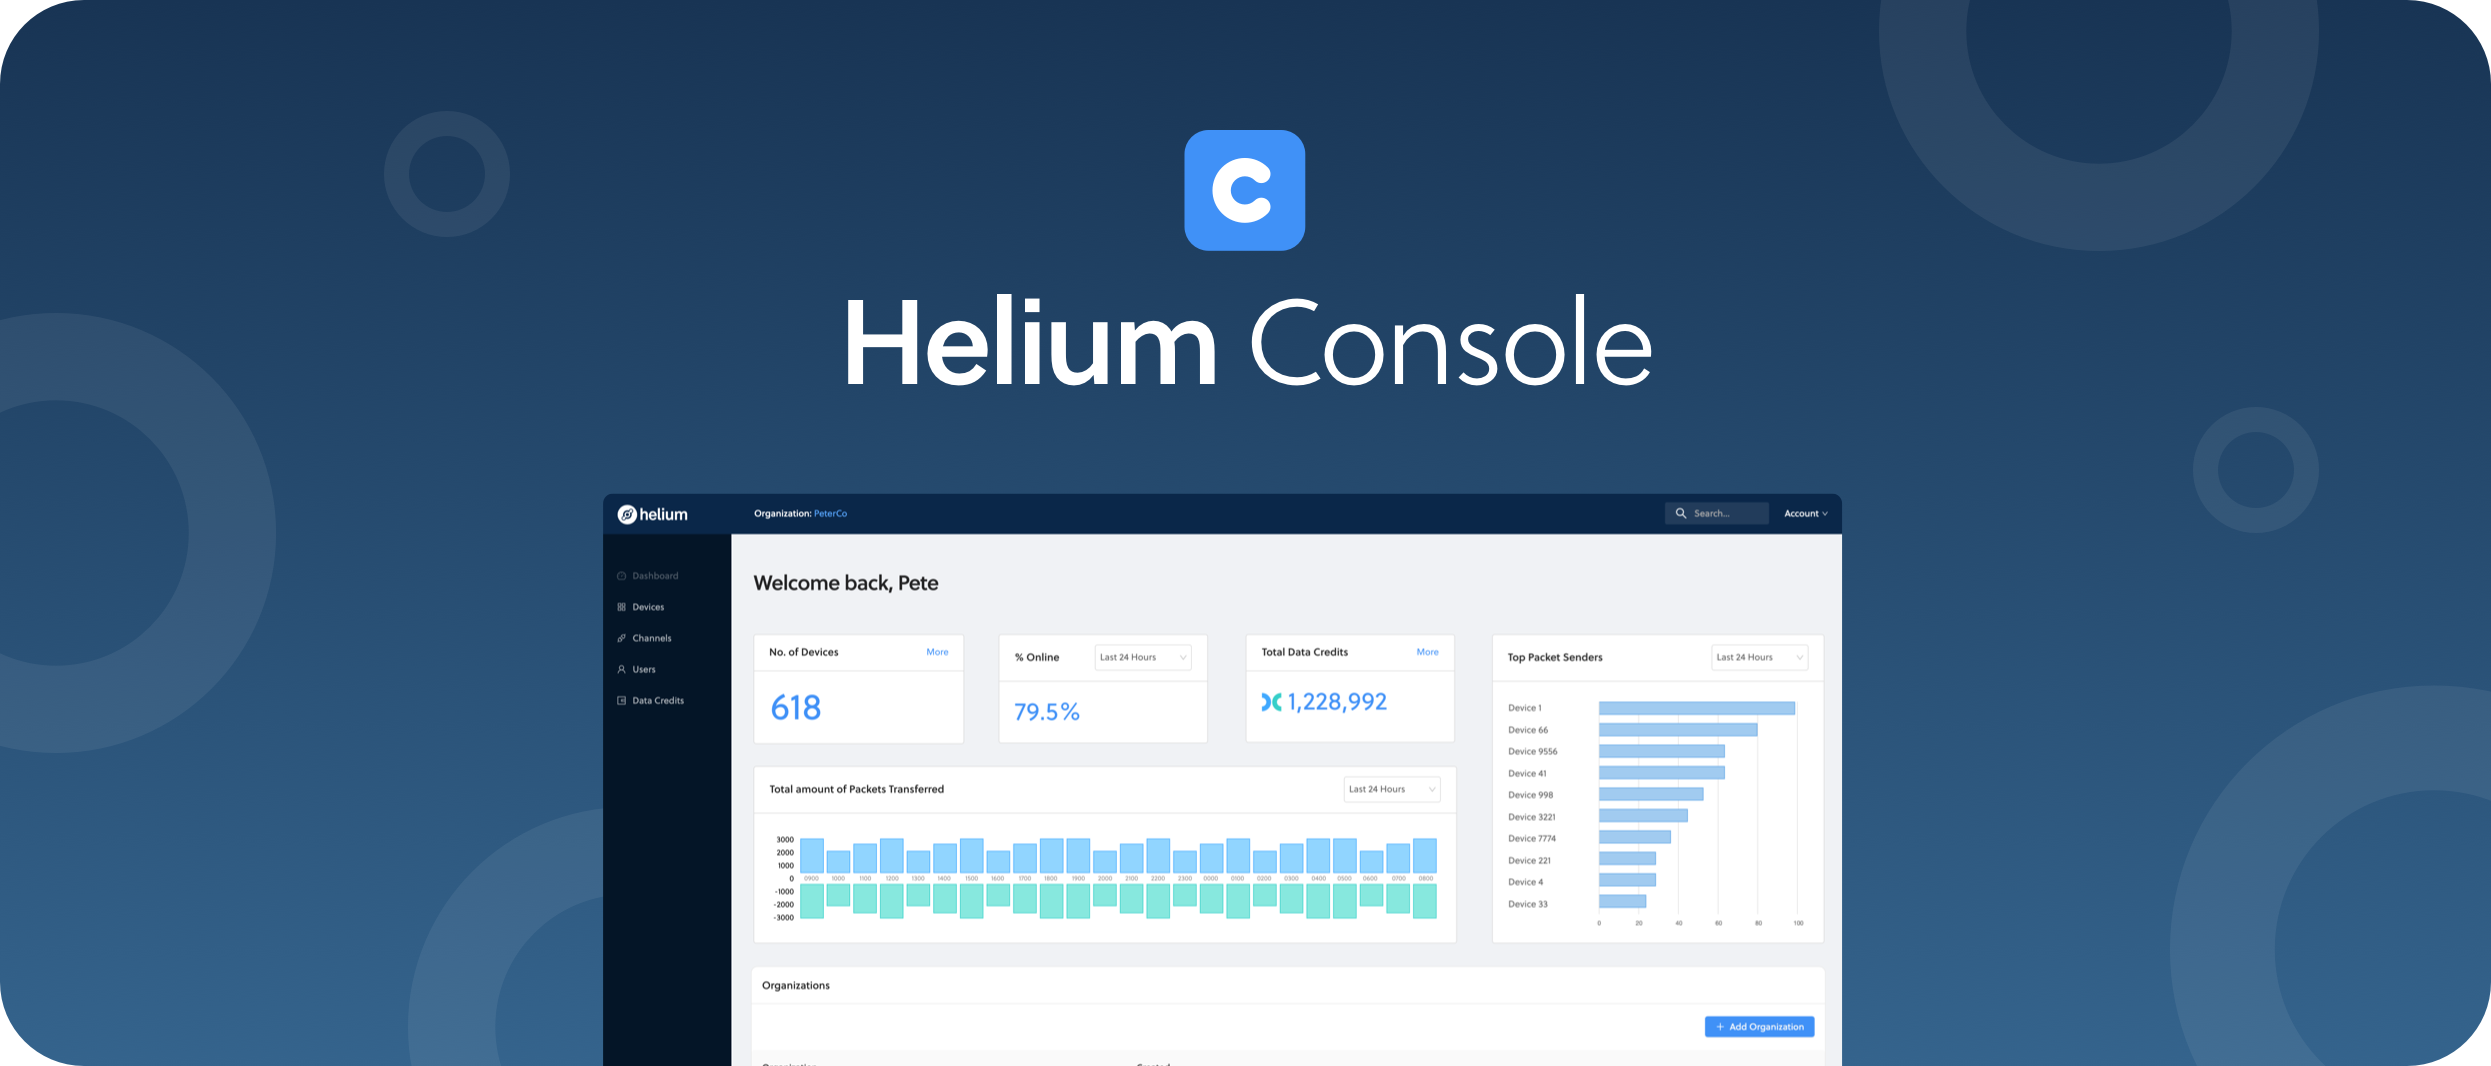 C
Helium Console
helium
Organization: PeterCo
Search...
Account
Dashboard
Devices
Channels
Users
Data Credits
Welcome back, Pete
No. of Devices
More
618
% Online
Last 24 Hours
79.5%
Total Data Credits
More
1,228,992
Top Packet Senders
Last 24 Hours
Device 1
Device 66
Device 9556
Device 41
Device 998
Device 3221
Device 7774
Device 221
Device 4
Device 33
0 20 40 60 80 100
Total amount of Packets Transferred
Last 24 Hours
3000
2000
1000
0
-1000
-2000
-3000
0900 1000 1100 1200 1300 1400 1500 1600 1700 1800 1900 2000 2100 2200 2300 0000 0100 0200 0300 0400 0500 0600 0700 0800
Organizations
+ Add Organization